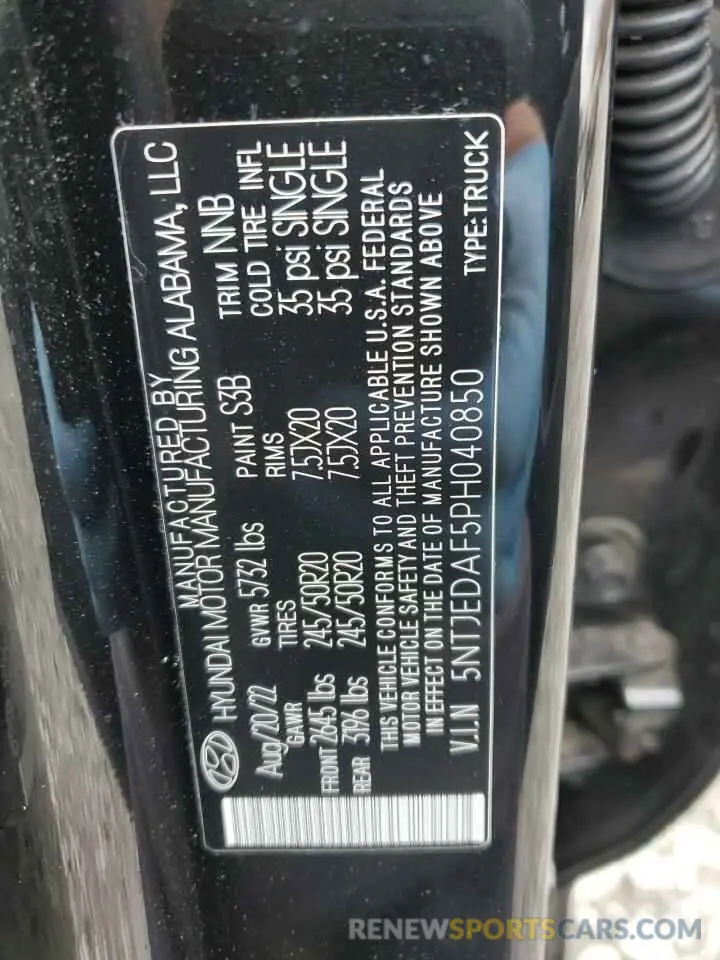 MANUFACTURED BY
HYUNDAI MOTOR MANUFACTURING ALABAMA, LLC
Aug/20/22 GVWR 5732 lbs PAINT S3B TRIM NNB
GAWR TIRES RIMS COLD TIRE INFL
FRONT 2645 lbs 245/50R20 7.5JX20 35 psi SINGLE
REAR 3196 lbs 245/50R20 7.5JX20 35 psi SINGLE
THIS VEHICLE CONFORMS TO ALL APPLICABLE U.S.A. FEDERAL
MOTOR VEHICLE SAFETY AND THEFT PREVENTION STANDARDS
IN EFFECT ON THE DATE OF MANUFACTURE SHOWN ABOVE
V.I.N 5NTJEDAF5PH040850 TYPE:TRUCK
RENEWSPORTSCARS.COM